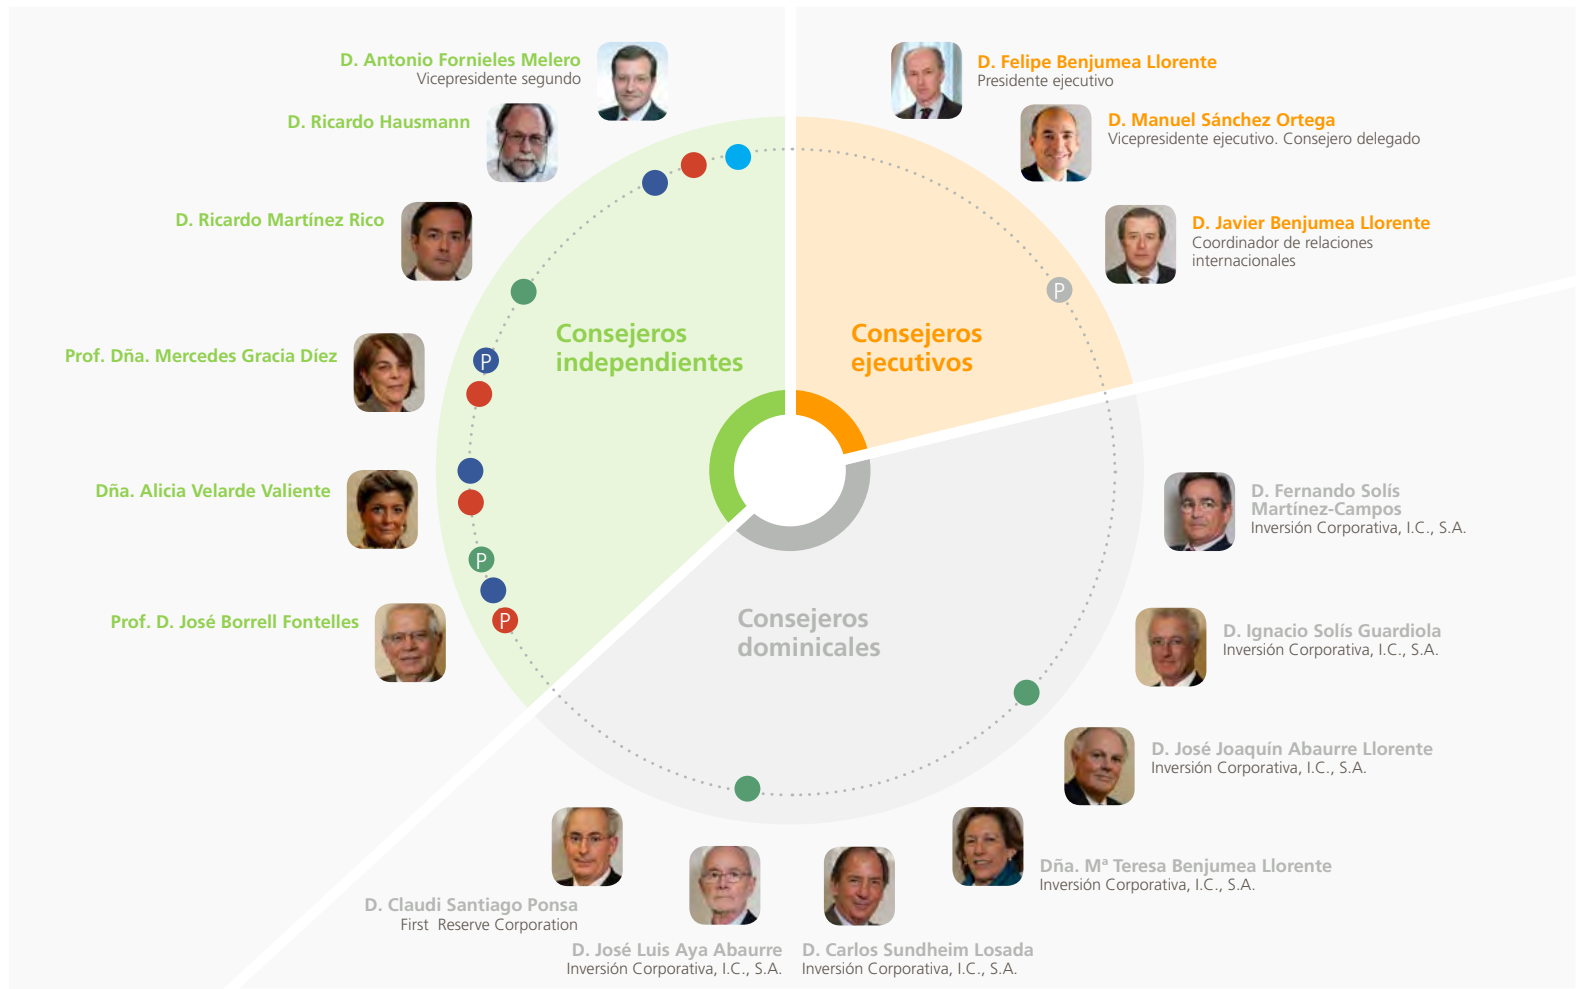 D. Antonio Fornieles Melero
Vicepresidente segundo
D. Ricardo Hausmann
D. Ricardo Martínez Rico
Prof. Dña. Mercedes Gracia Díez
Dña. Alicia Velarde Valiente
Prof. D. José Borrell Fontelles
Consejeros
independientes
P
P
P
D. Felipe Benjumea Llorente
Presidente ejecutivo
D. Manuel Sánchez Ortega
Vicepresidente ejecutivo. Consejero delegado
D. Javier Benjumea Llorente
Coordinador de relaciones
internacionales
P
Consejeros
ejecutivos
D. Fernando Solís
Martínez-Campos
Inversión Corporativa, I.C., S.A.
D. Ignacio Solís Guardiola
Inversión Corporativa, I.C., S.A.
Consejeros
dominicales
D. José Joaquín Abaurre Llorente
Inversión Corporativa, I.C., S.A.
Dña. Mª Teresa Benjumea Llorente
Inversión Corporativa, I.C., S.A.
D. Claudi Santiago Ponsa
First Reserve Corporation
D. José Luis Aya Abaurre
Inversión Corporativa, I.C., S.A.
D. Carlos Sundheim Losada
Inversión Corporativa, I.C., S.A.